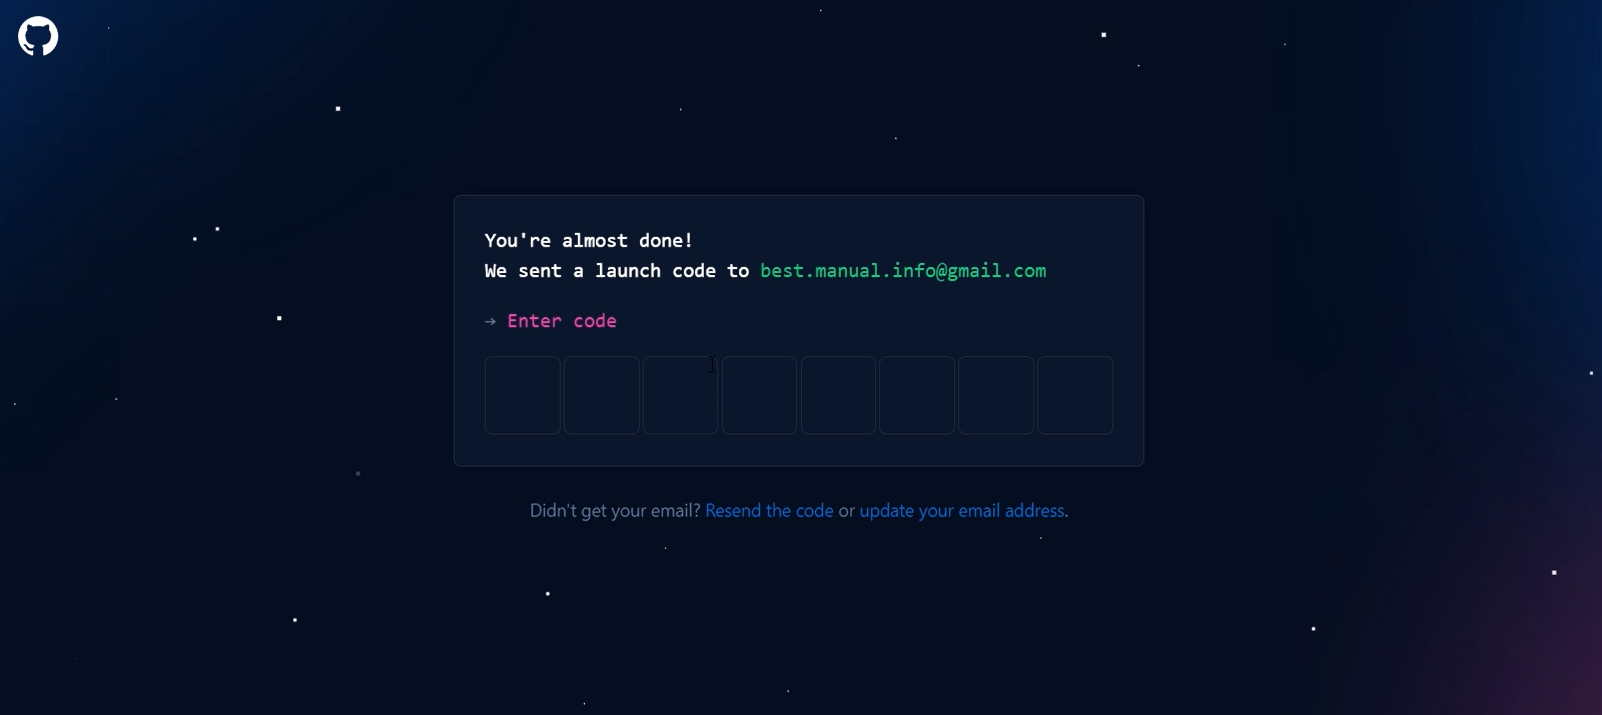 You're almost done!
We sent a launch code to best.manual.info@gmail.com
→ Enter code
Didn't get your email? Resend the code or update your email address.